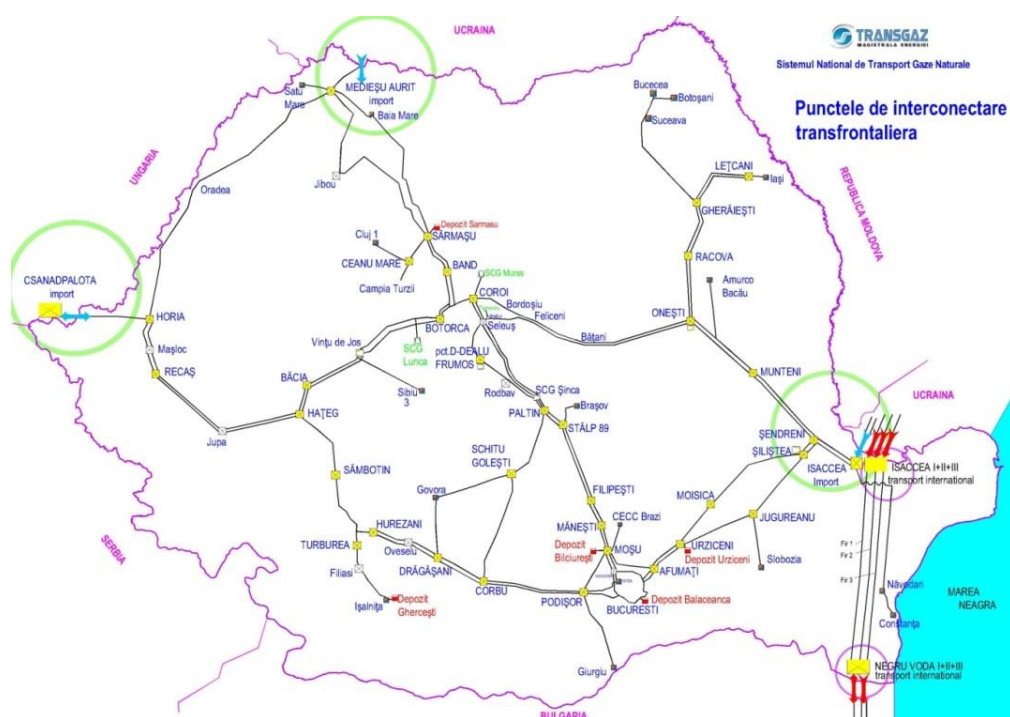 UCRAINA
TRANSGAZ
MAGISTRALA ENERGIEI
Sistemul National de Transport Gaze Naturale
Punctele de interconectare
transfrontaliera
MEDIEŞU AURIT
import
Satu
Mare
Baia Mare
Bucecea
Botoşani
Suceava
UNGARIA
Jibou
LEŢCANI
Iaşi
Oradea
GHERĂIEŞTI
REPUBLICA MOLDOVA
Depozit Sarmasu
SĂRMAŞU
Cluj 1
CEANU MARE
BAND
RACOVA
Campia Turzii
SCG Mures
CSANADPALOTA
import
COROI
Bordoşiu
Amurco
Bacău
HORIA
BOTORCA
Seleuş
Feliceni
ONEŞTI
Băţani
Maşloc
Vinţu de Jos
SCG
Lunca
pct.D-DEALU
FRUMOS
RECAŞ
BĂCIA
Sibiu
3
Rodbav
SCG Şinca
MUNTENI
HAŢEG
PALTIN
Braşov
UCRAINA
Jupa
STÂLP 89
ŞENDRENI
SCHITU
GOLEŞTI
ŞILIŞTEA
ISACCEA
Import
ISACCEA I+II+III
transport international
SÂMBOTIN
Govora
FILIPEŞTI
MOISICA
JUGUREANU
CECC Brazi
MĂNEŞTI
HUREZANI
TURBUREA
Oveselu
Depozit
Bilciureşti
MOŞU
URZICENI
Depozit Urziceni
Fir 1
Fir 2
Slobozia
SERBIA
Filiasi
DRĂGĂŞANI
AFUMAŢI
Fir 3
CORBU
PODIŞOR
BUCURESTI
Depozit Balaceanca
Işalniţa
Depozit
Gherceşti
Năvodari
MAREA
NEAGRA
Constanţa
Giurgiu
NEGRU VODA I+II+III
transport international
BULGARIA